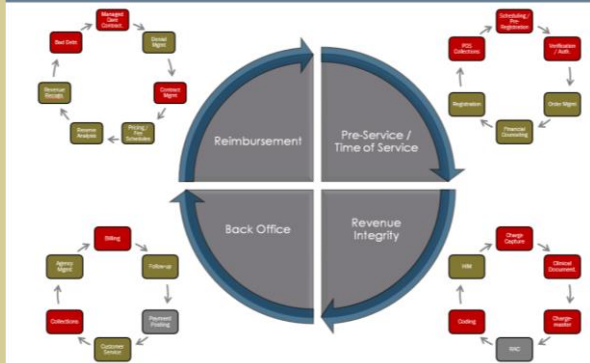 Managed
Care
Contract.
Denial
Mgmt.
Contract
Mgmt
Pricing /
Fee
Schedules
Reserve
Analysis
Revenue
Bad Debt
Scheduling /
Pre-
Registration
Verification
/ Auth.
Order Mgmt
Financial
Counseling
Registration
POS
Collections
Reimbursement
Pre-Service /
Time of Service
Back Office
Revenue
Integrity
Billing
Follow-up
Payment
Posting
Customer
Service
Collections
Agency
Mgmt
Charge
Capture
Clinical
Document.
Charge-
master
RAC
Coding
HIM